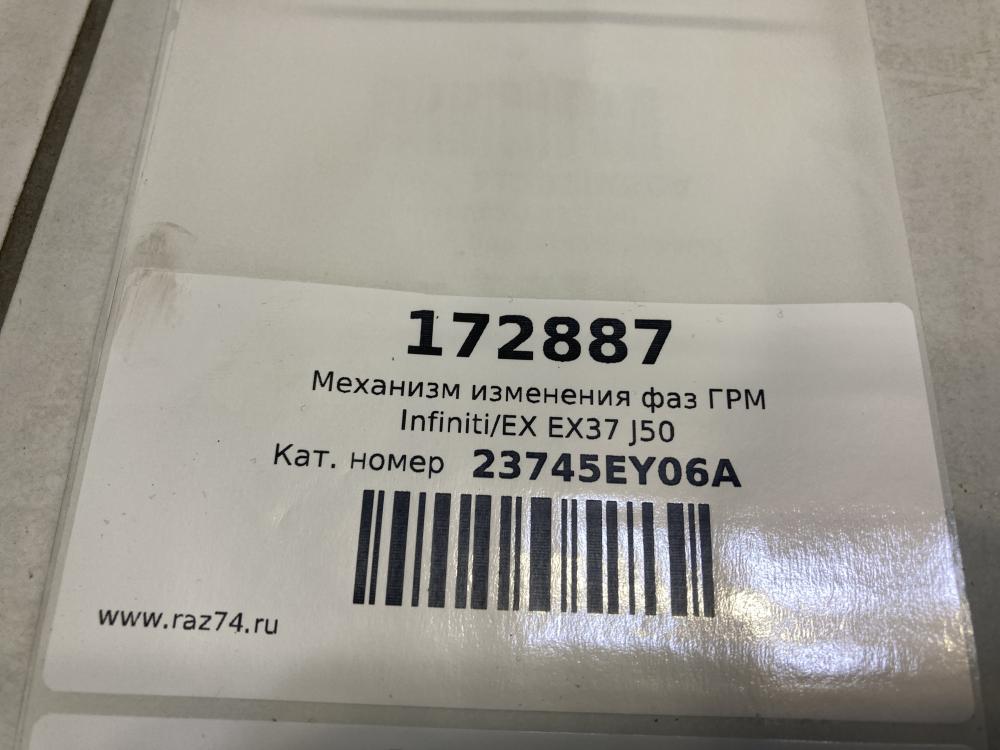 172887
Механизм изменения фаз ГРМ
Infiniti/EX EX37 J50
Кат. номер 23745EY06A
www.raz74.ru